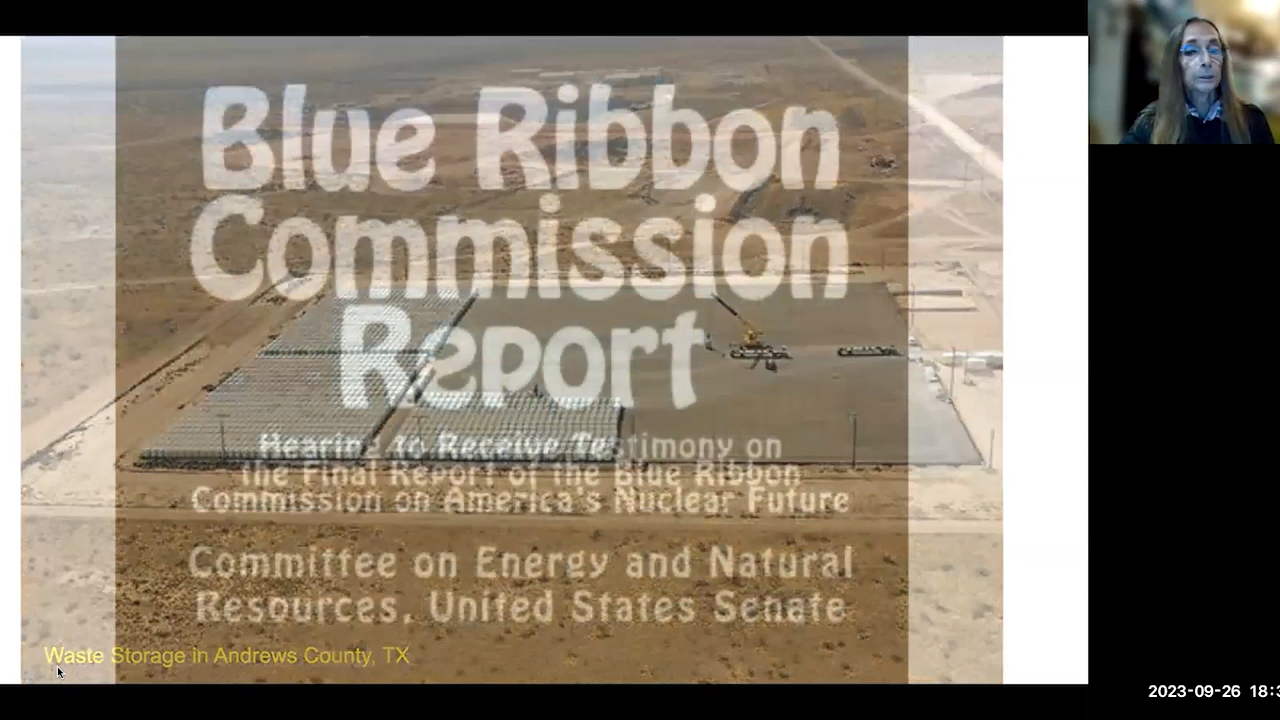 Blue Ribbon
Commission
Report
Hearing to Receive Testimony on
the Final Report of the Blue Ribbon
Commission on America's Nuclear Future
Committee on Energy and Natural
Resources, United States Senate
Waste Storage in Andrews County, TX
2023-09-26 18:3